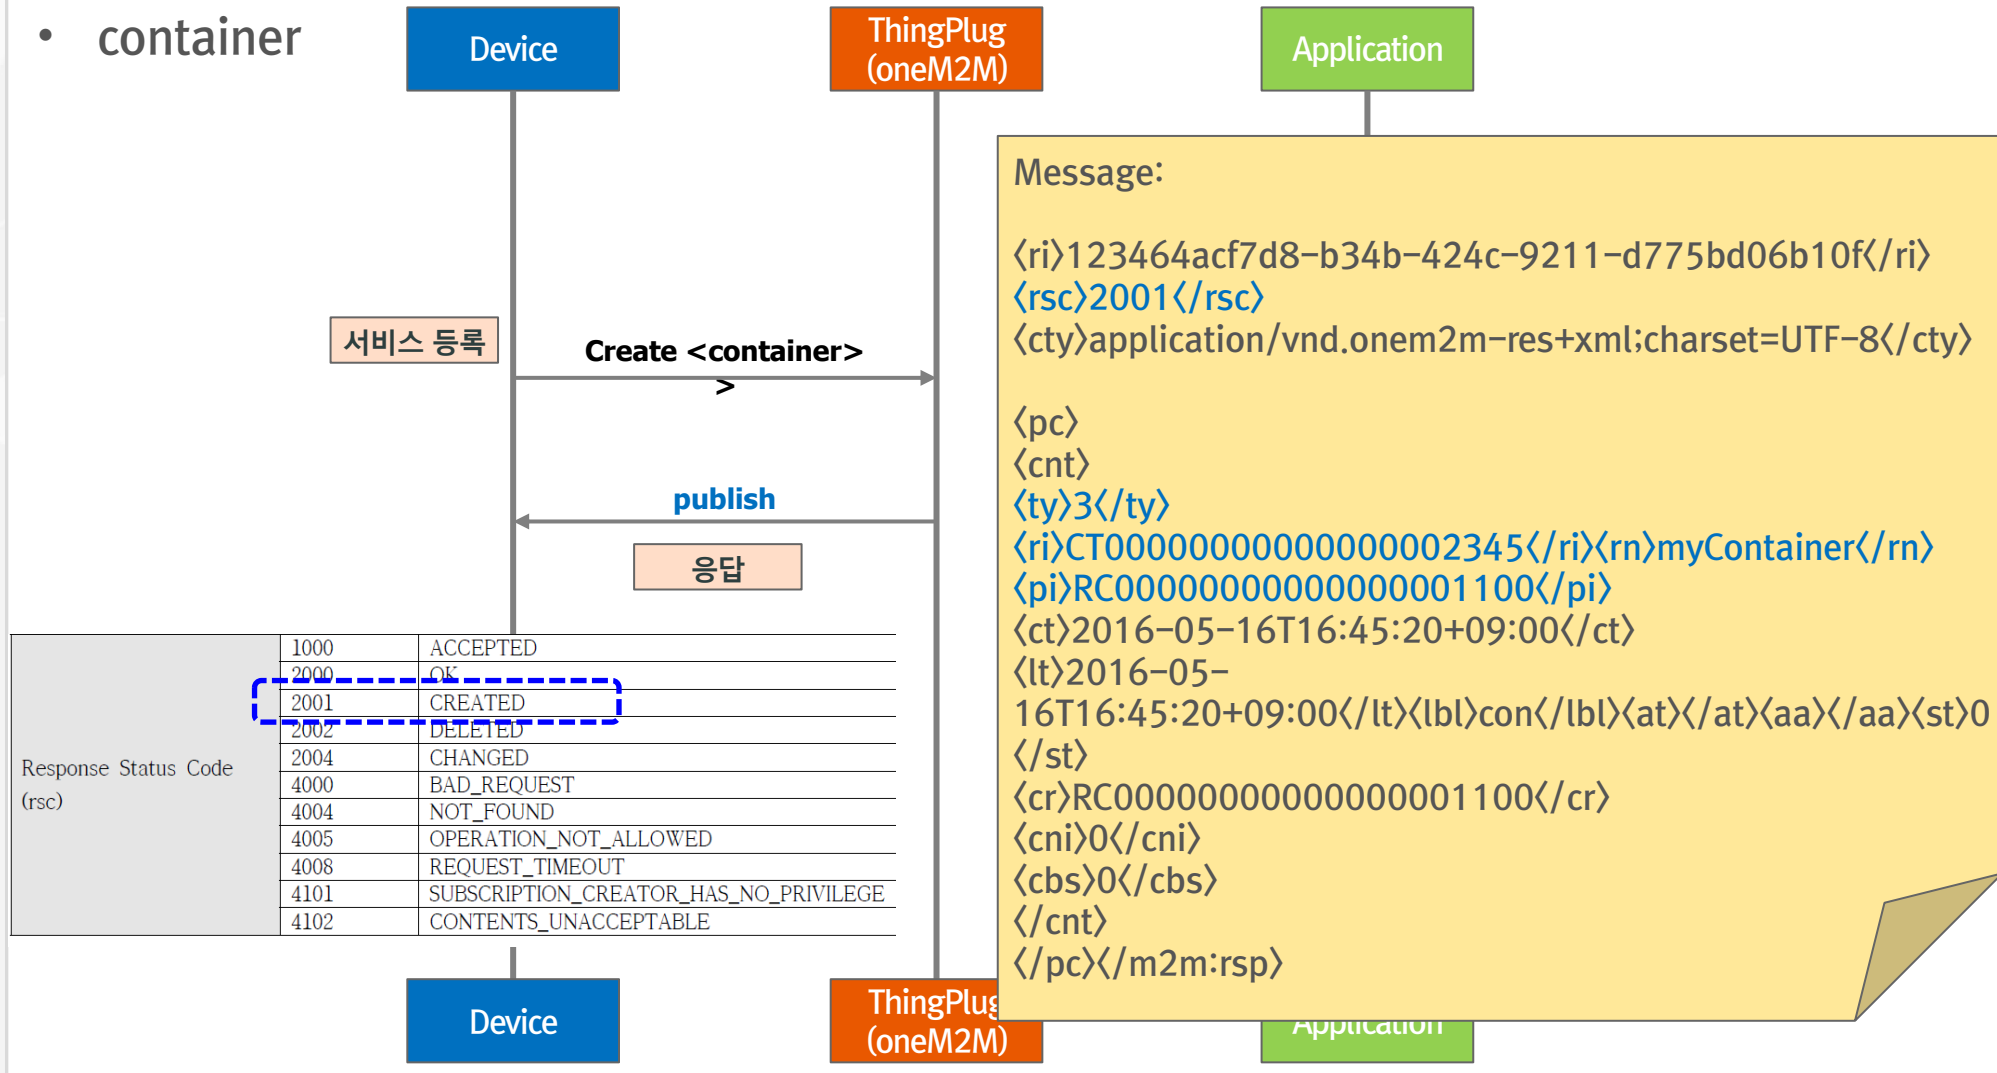 • container
Device
ThingPlug
(oneM2M)
Application
서비스 등록
Create <container>
>
publish
응답
Message:
〈ri〉123464acf7d8-b34b-424c-9211-d775bd06b10f〈/ri〉
〈rsc〉2001〈/rsc〉
〈cty〉application/vnd.onem2m-res+xml;charset=UTF-8〈/cty〉
〈pc〉
〈cnt〉
〈ty〉3〈/ty〉
〈ri〉CT00000000000000002345〈/ri〉〈rn〉myContainer〈/rn〉
〈pi〉RC00000000000000001100〈/pi〉
〈ct〉2016-05-16T16:45:20+09:00〈/ct〉
〈lt〉2016-05-
16T16:45:20+09:00〈/lt〉〈lbl〉con〈/lbl〉〈at〉〈/at〉〈aa〉〈/aa〉〈st〉0
〈/st〉
〈cr〉RC00000000000000001100〈/cr〉
〈cni〉0〈/cni〉
〈cbs〉0〈/cbs〉
〈/cnt〉
〈/pc〉〈/m2m:rsp〉
Response Status Code
(rsc)
1000 ACCEPTED
2000 OK
2001 CREATED
2002 DELETED
2004 CHANGED
4000 BAD_REQUEST
4004 NOT_FOUND
4005 OPERATION_NOT_ALLOWED
4008 REQUEST_TIMEOUT
4101 SUBSCRIPTION_CREATOR_HAS_NO_PRIVILEGE
4102 CONTENTS_UNACCEPTABLE
Device
ThingPlug
(oneM2M)
Application